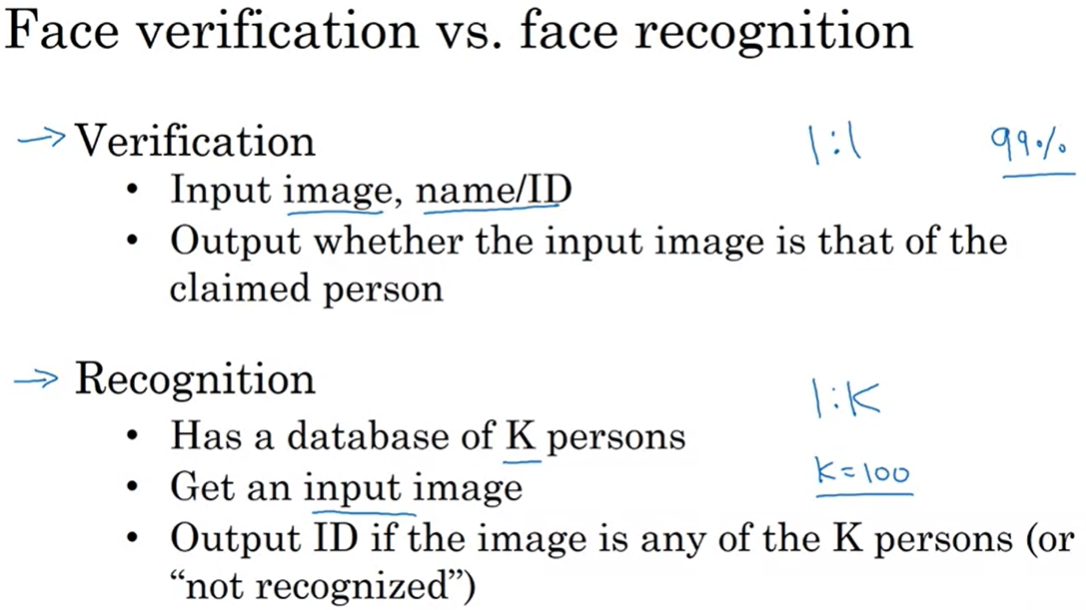 Face verification vs. face recognition
→ Verification 1:1 99%
• Input image, name/ID
• Output whether the input image is that of the
claimed person
→ Recognition 1:K
• Has a database of K persons
K=100
• Get an input image
• Output ID if the image is any of the K persons (or
“not recognized”)